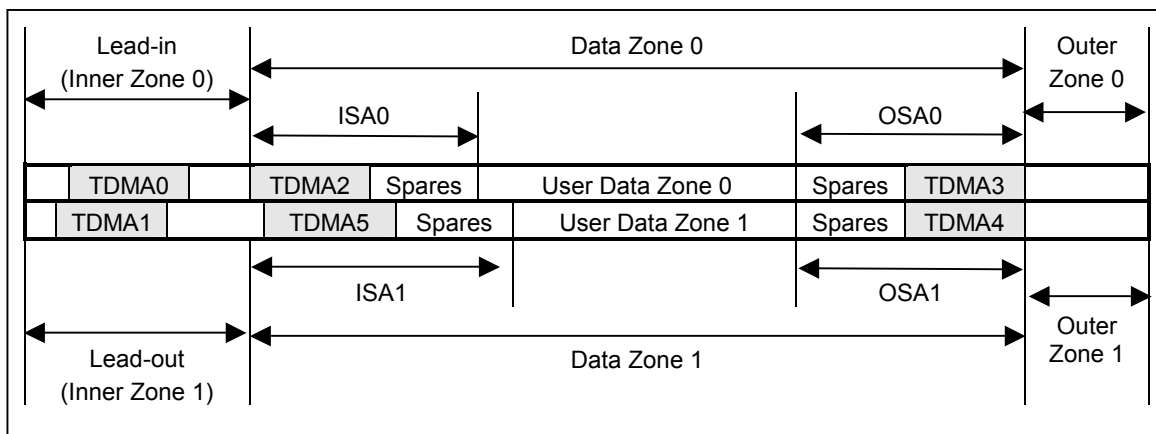 Lead-in
(Inner Zone 0)
Data Zone 0
Outer
Zone 0
ISA0
OSA0
TDMA0
TDMA2
Spares
User Data Zone 0
Spares
TDMA3
TDMA1
TDMA5
Spares
User Data Zone 1
Spares
TDMA4
ISA1
OSA1
Lead-out
(Inner Zone 1)
Data Zone 1
Outer
Zone 1